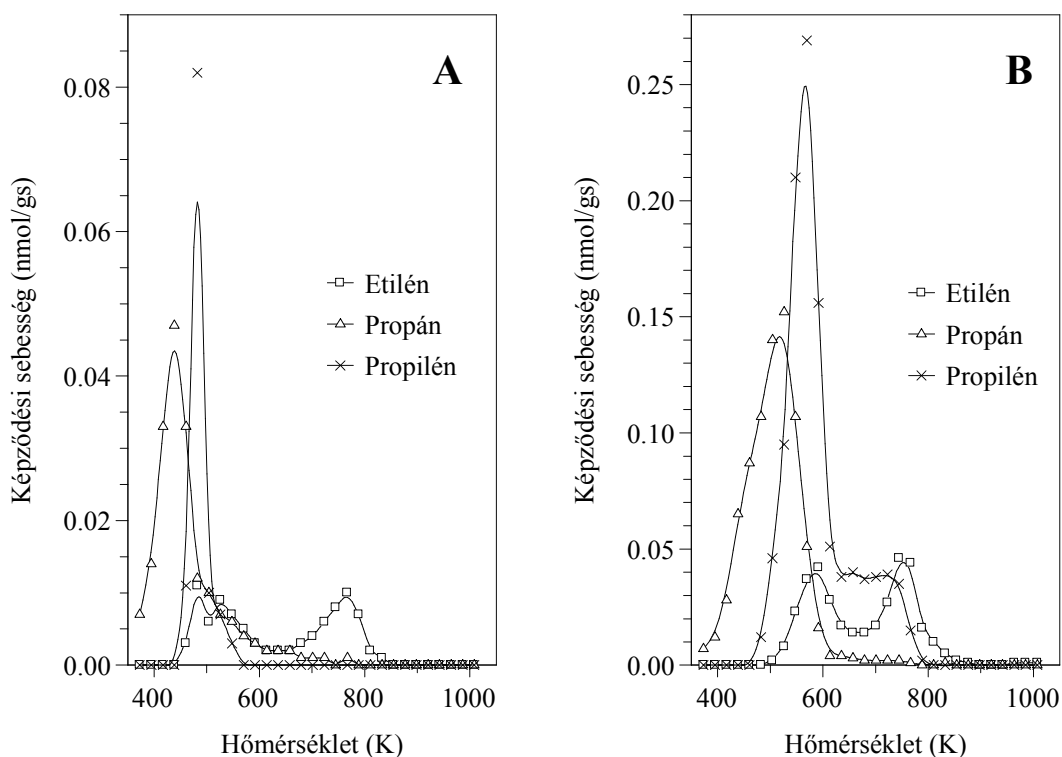 A
0.08
0.06
0.04
0.02
0.00
Képződési sebesség (nmol/gs)
Etilén
Propán
Propilén
400 600 800 1000
Hőmérséklet (K)
B
0.25
0.20
0.15
0.10
0.05
0.00
Képződési sebesség (nmol/gs)
Etilén
Propán
Propilén
400 600 800 1000
Hőmérséklet (K)